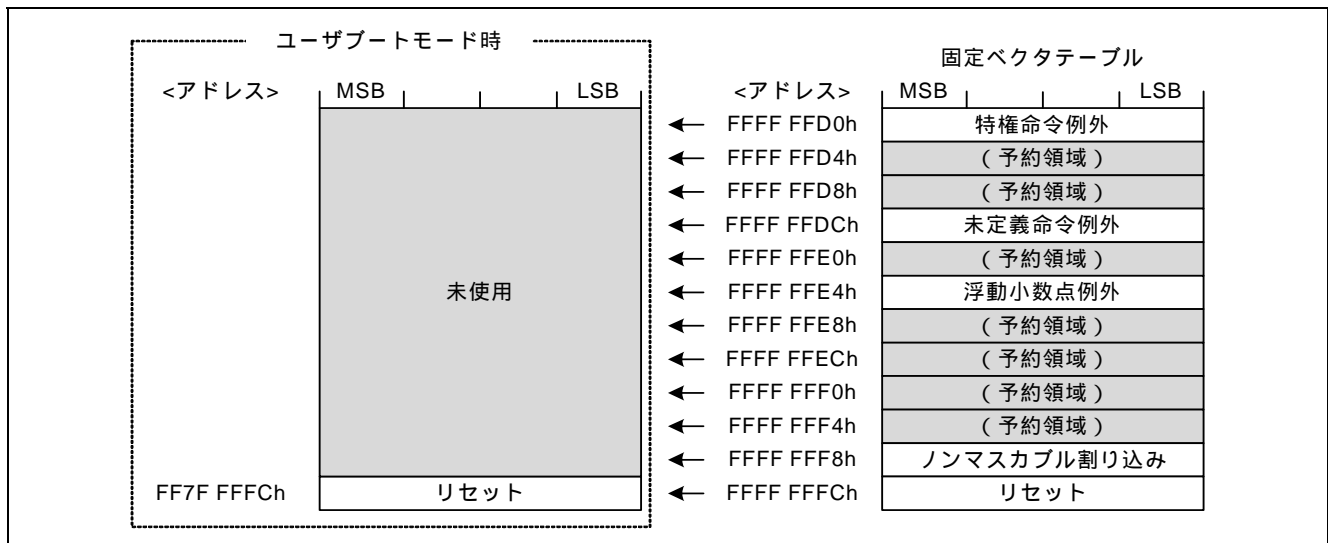 ユーザブートモード時
固定ベクタテーブル
<アドレス> MSB LSB <アドレス> MSB LSB
FFFF FFD0h 特権命令例外
FFFF FFD4h (予約領域)
FFFF FFD8h (予約領域)
FFFF FFDCh 未定義命令例外
FFFF FFE0h (予約領域)
未使用 FFFF FFE4h 浮動小数点例外
FFFF FFE8h (予約領域)
FFFF FFECh (予約領域)
FFFF FFF0h (予約領域)
FFFF FFF4h (予約領域)
FFFF FFF8h ノンマスカブル割り込み
FF7F FFFCh リセット FFFF FFFCh リセット